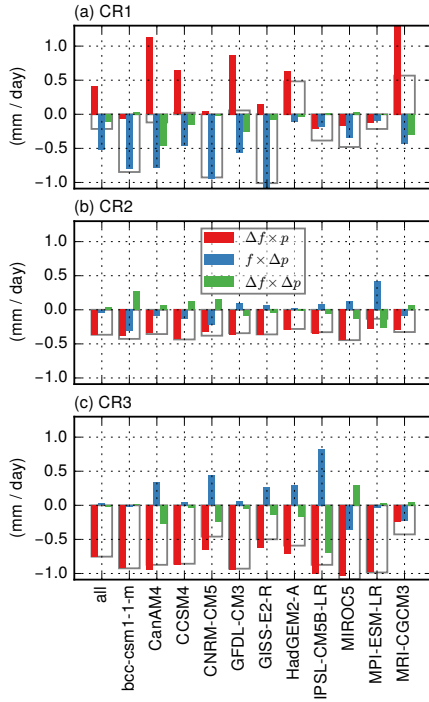 (a) CR1
1.0
0.5
0.0
−0.5
−1.0
(mm / day)
(b) CR2
1.0
0.5
0.0
−0.5
−1.0
(mm / day)
Δf × p
f × Δp
Δf × Δp
(c) CR3
1.0
0.5
0.0
−0.5
−1.0
(mm / day)
all
bcc-csm1-1-m
CanAM4
CCSM4
CNRM-CM5
GFDL-CM3
GISS-E2-R
HadGEM2-A
IPSL-CM5B-LR
MIROC5
MPI-ESM-LR
MRI-CGCM3